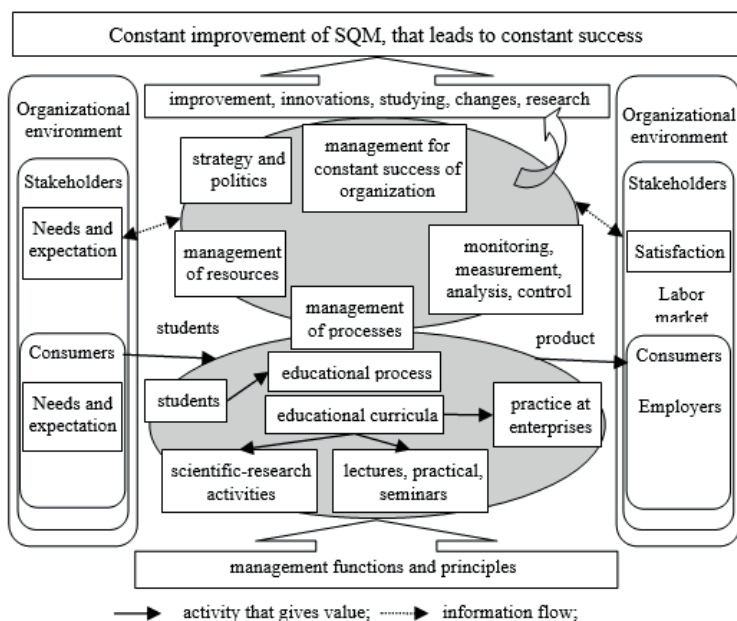 Constant improvement of SQM, that leads to constant success
improvement, innovations, studying, changes, research
Organizational
environment
Stakeholders
Needs and
expectation
Consumers
Needs and
expectation
strategy and
politics
management for
constant success of
organization
management
of resources
monitoring,
measurement,
analysis, control
management
of processes
students
product
educational process
students
educational curricula
practice at
enterprises
scientific-research
activities
lectures, practical,
seminars
Organizational
environment
Stakeholders
Satisfaction
Labor
market
Consumers
Employers
management functions and principles
activity that gives value;
information flow;